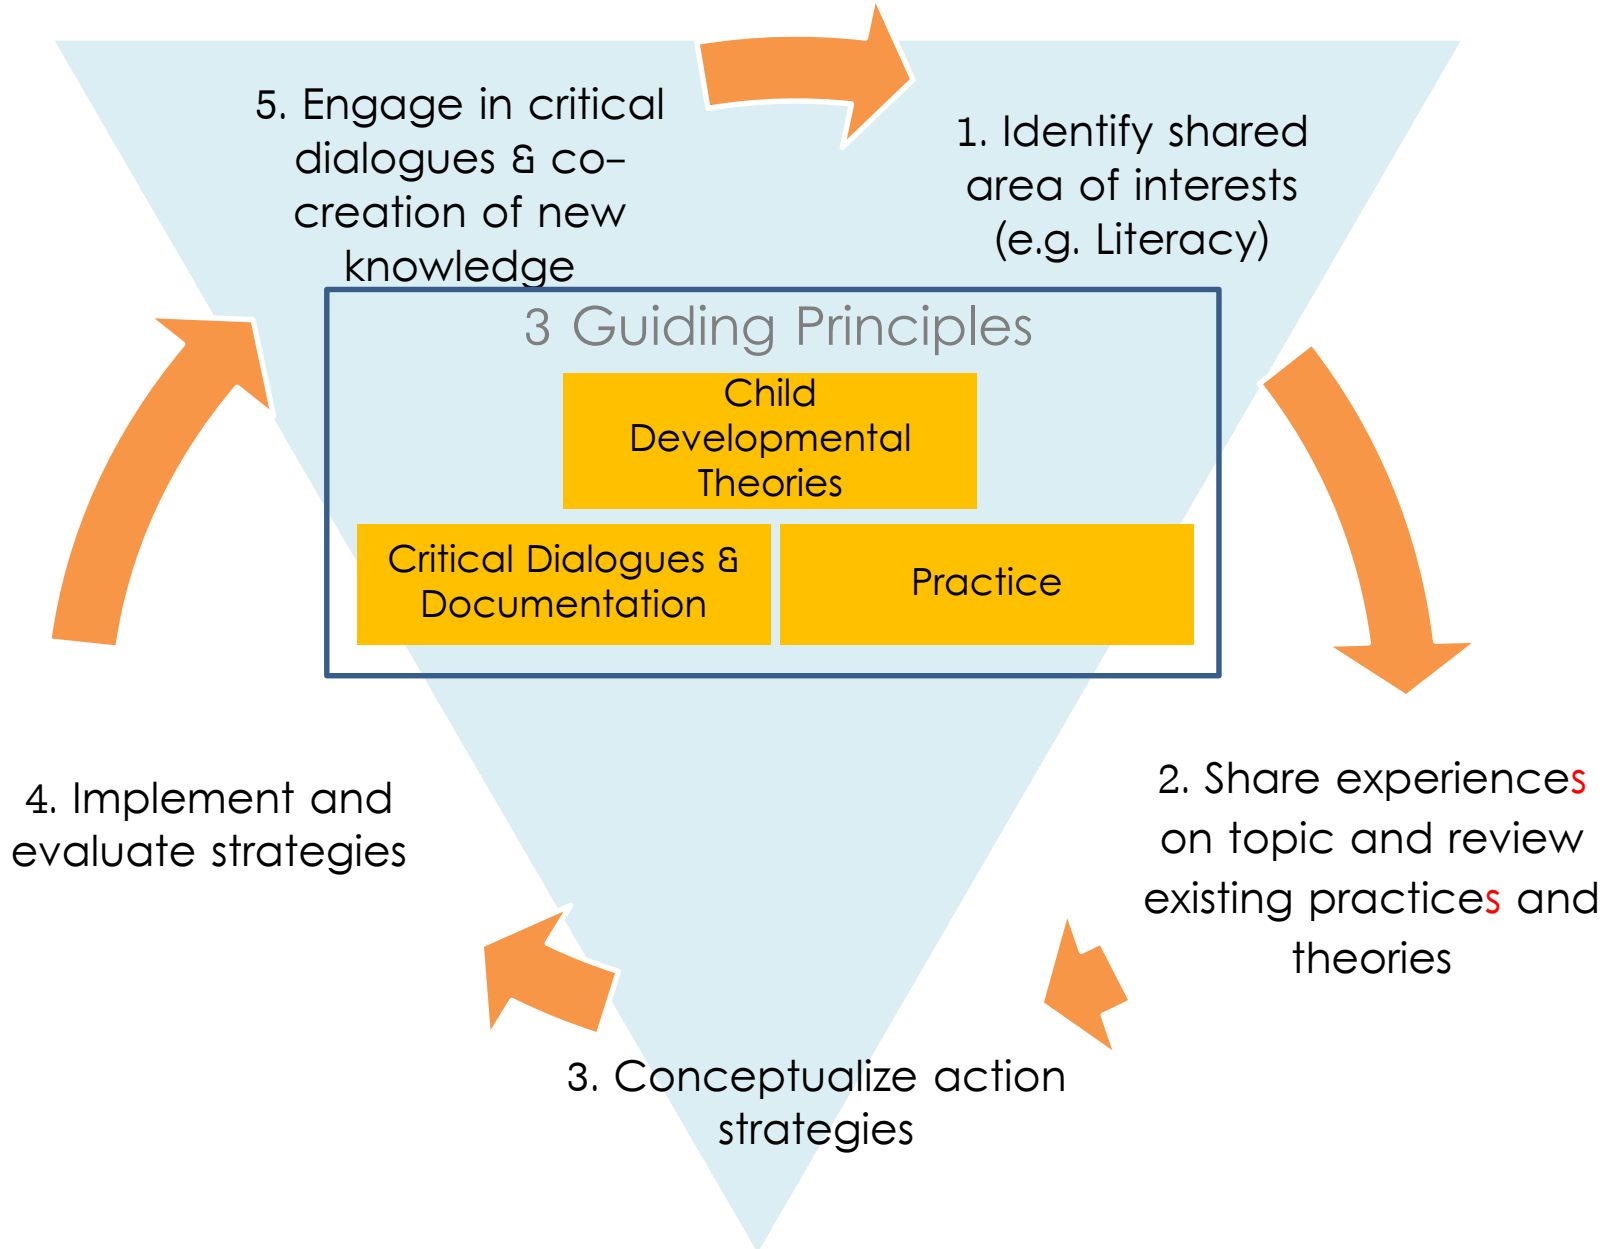 5. Engage in critical
dialogues & co-
creation of new
knowledge
1. Identify shared
area of interests
(e.g. Literacy)
3 Guiding Principles
Child
Developmental
Theories
Critical Dialogues &
Documentation
Practice
2. Share experiences
on topic and review
existing practices and
theories
4. Implement and
evaluate strategies
3. Conceptualize action
strategies